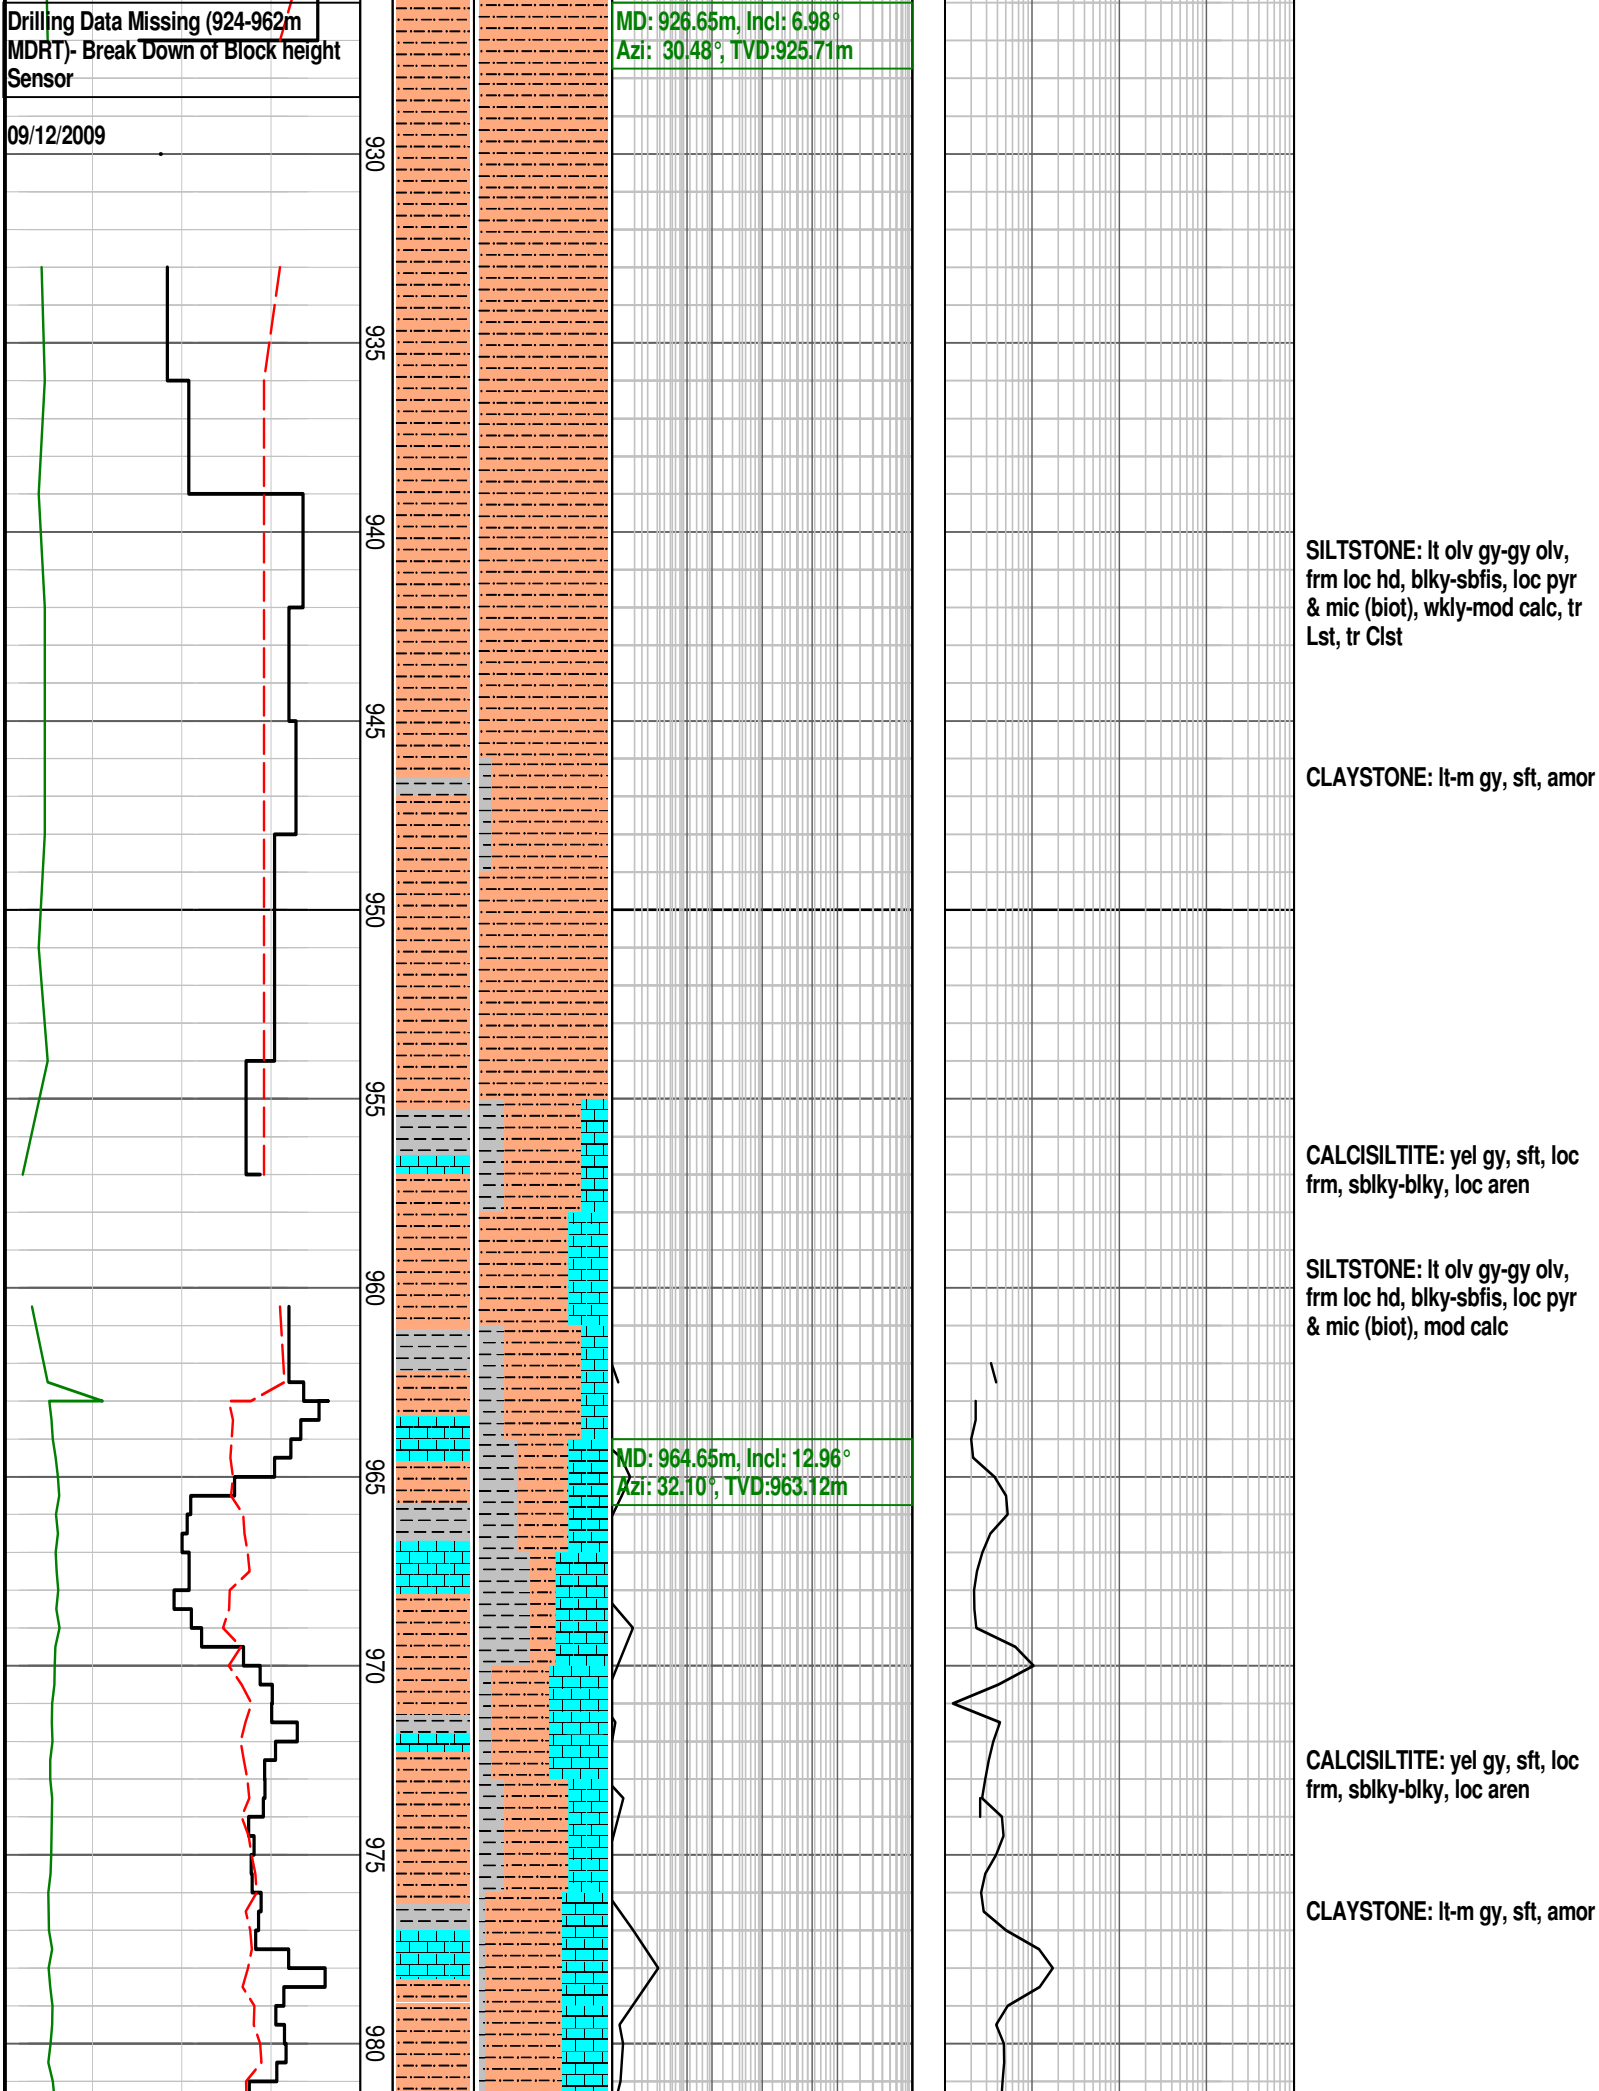 Drilling Data Missing (924-962m
MDRT)- Break Down of Block height
Sensor
09/12/2009
MD: 926.65m, Incl: 6.98°
Azi: 30.48°, TVD:925.71m
930
935
940
SILTSTONE: lt olv gy-gy olv,
frm loc hd, blky-sbfis, loc pyr
& mic (biot), wkly-mod calc, tr
Lst, tr Clst
945
CLAYSTONE: lt-m gy, sft, amor
950
955
CALCISILTITE: yel gy, sft, loc
frm, sblky-blky, loc aren
960
SILTSTONE: lt olv gy-gy olv,
frm loc hd, blky-sbfis, loc pyr
& mic (biot), mod calc
MD: 964.65m, Incl: 12.96°
Azi: 32.10°, TVD:963.12m
965
970
CALCISILTITE: yel gy, sft, loc
frm, sblky-blky, loc aren
975
CLAYSTONE: lt-m gy, sft, amor
980